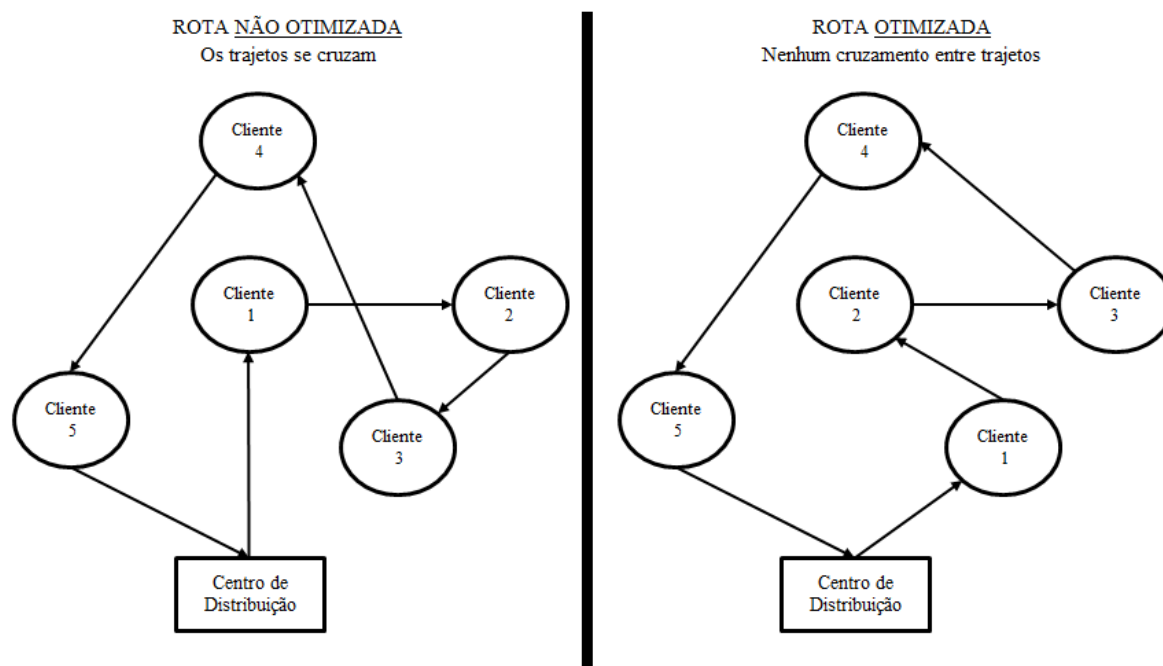 ROTA NÃO OTIMIZADA
Os trajetos se cruzam
Cliente
4
Cliente
1
Cliente
2
Cliente
5
Cliente
3
Centro de
Distribuição
ROTA OTIMIZADA
Nenhum cruzamento entre trajetos
Cliente
4
Cliente
2
Cliente
3
Cliente
5
Cliente
1
Centro de
Distribuição